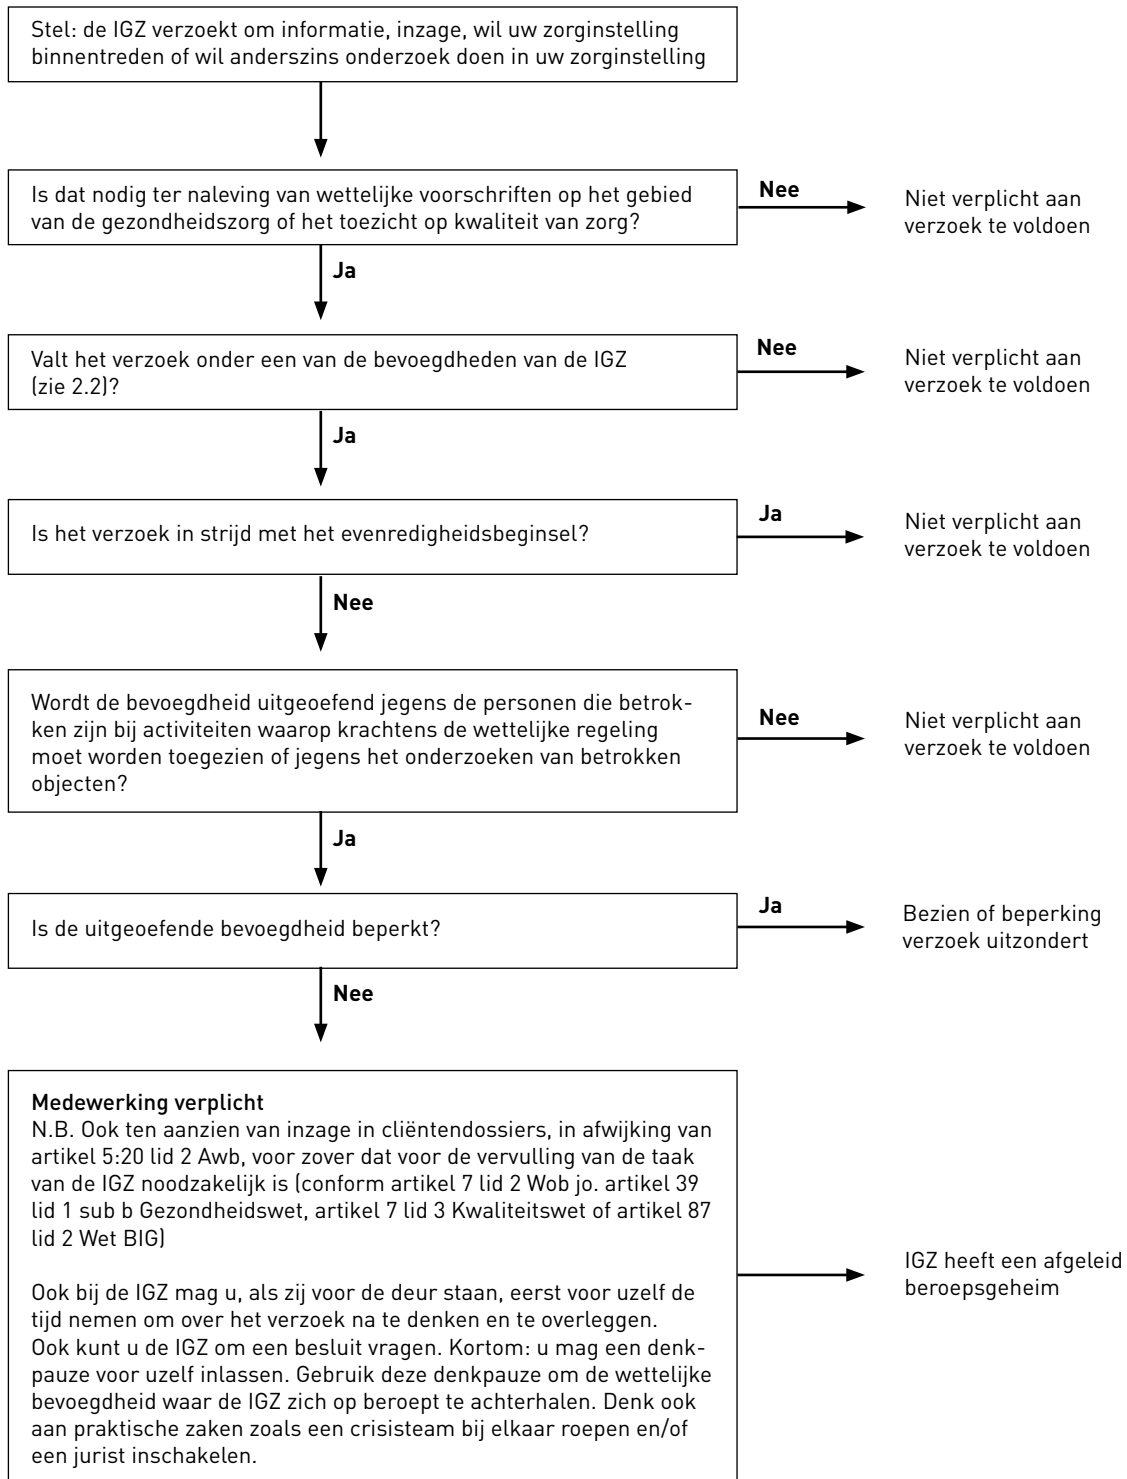 Stel: de IGZ verzoekt om informatie, inzage, wil uw zorginstelling
binnentreden of wil anderszins onderzoek doen in uw zorginstelling
Is dat nodig ter naleving van wettelijke voorschriften op het gebied
van de gezondheidszorg of het toezicht op kwaliteit van zorg?
Nee
Niet verplicht aan
verzoek te voldoen
Ja
Valt het verzoek onder een van de bevoegdheden van de IGZ
(zie 2.2)?
Nee
Niet verplicht aan
verzoek te voldoen
Ja
Is het verzoek in strijd met het evenredigheidsbeginsel?
Ja
Niet verplicht aan
verzoek te voldoen
Nee
Wordt de bevoegdheid uitgeoefend jegens de personen die betrok-
ken zijn bij activiteiten waarop krachtens de wettelijke regeling
moet worden toegezien of jegens het onderzoeken van betrokken
objecten?
Nee
Niet verplicht aan
verzoek te voldoen
Ja
Is de uitgeoefende bevoegdheid beperkt?
Ja
Bezien of beperking
verzoek uitzondert
Nee
Medewerking verplicht
N.B. Ook ten aanzien van inzage in cliëntendossiers, in afwijking van
artikel 5:20 lid 2 Awb, voor zover dat voor de vervulling van de taak
van de IGZ noodzakelijk is (conform artikel 7 lid 2 Wob jo. artikel 39
lid 1 sub b Gezondheidswet, artikel 7 lid 3 Kwaliteitswet of artikel 87
lid 2 Wet BIG)
Ook bij de IGZ mag u, als zij voor de deur staan, eerst voor uzelf de
tijd nemen om over het verzoek na te denken en te overleggen.
Ook kunt u de IGZ om een besluit vragen. Kortom: u mag een denk-
pauze voor uzelf inlassen. Gebruik deze denkpauze om de wettelijke
bevoegdheid waar de IGZ zich op beroept te achterhalen. Denk ook
aan praktische zaken zoals een crisisteam bij elkaar roepen en/of
een jurist inschakelen.
IGZ heeft een afgeleid
beroepsgeheim